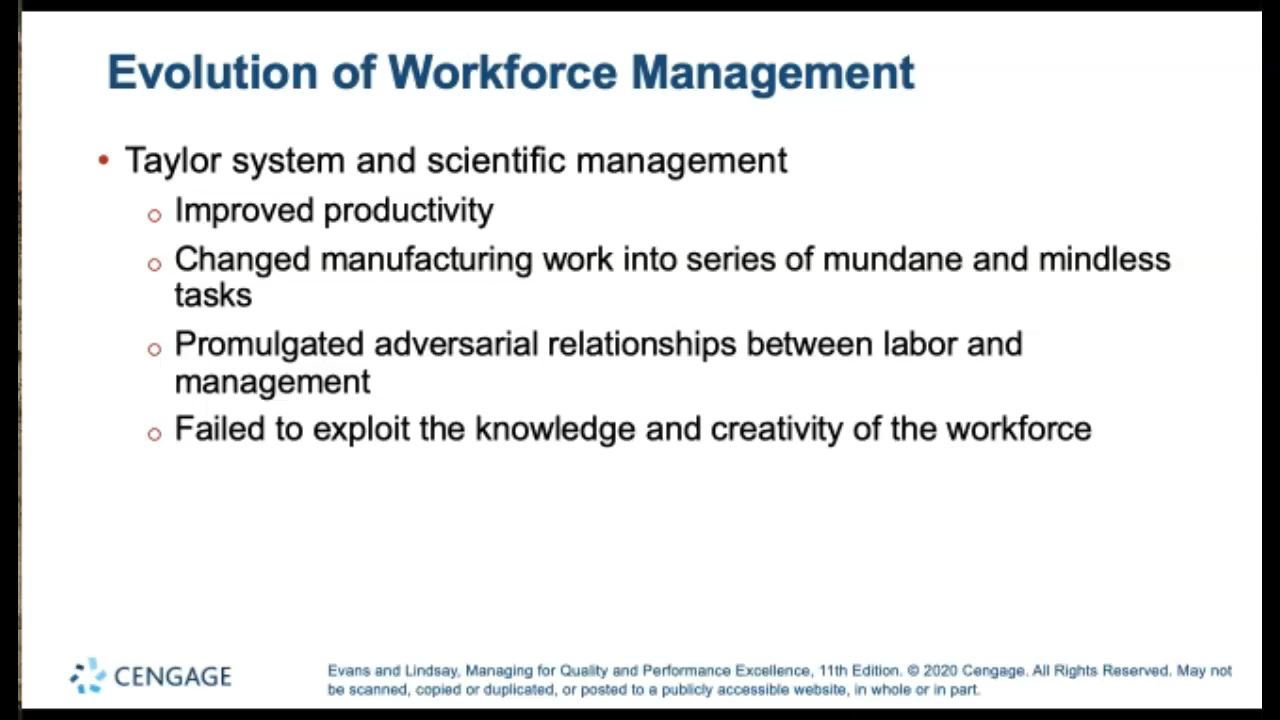 Evolution of Workforce Management
• Taylor system and scientific management
○ Improved productivity
○ Changed manufacturing work into series of mundane and mindless
tasks
○ Promulgated adversarial relationships between labor and
management
○ Failed to exploit the knowledge and creativity of the workforce
CENGAGE
Evans and Lindsay, Managing for Quality and Performance Excellence, 11th Edition. © 2020 Cengage. All Rights Reserved. May not
be scanned, copied or duplicated, or posted to a publicly accessible website, in whole or in part.